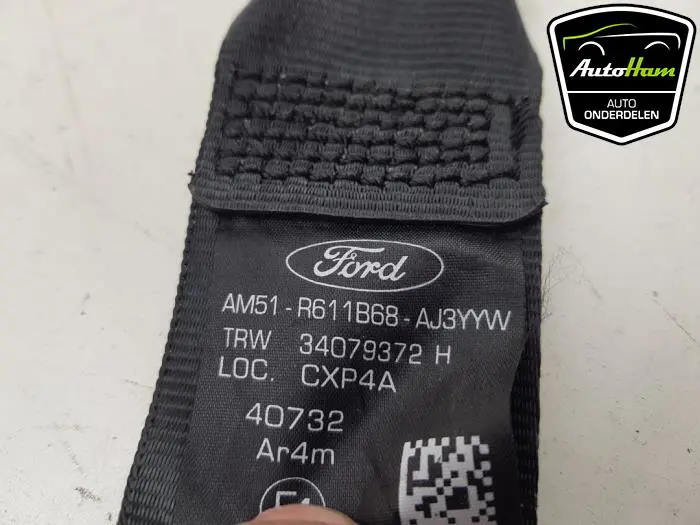 AutoHam
AUTO
ONDERDELEN
Ford
AM51-R611B68-AJ3YYW
TRW 34079372 H
LOC. CXP4A
40732
Ar4m